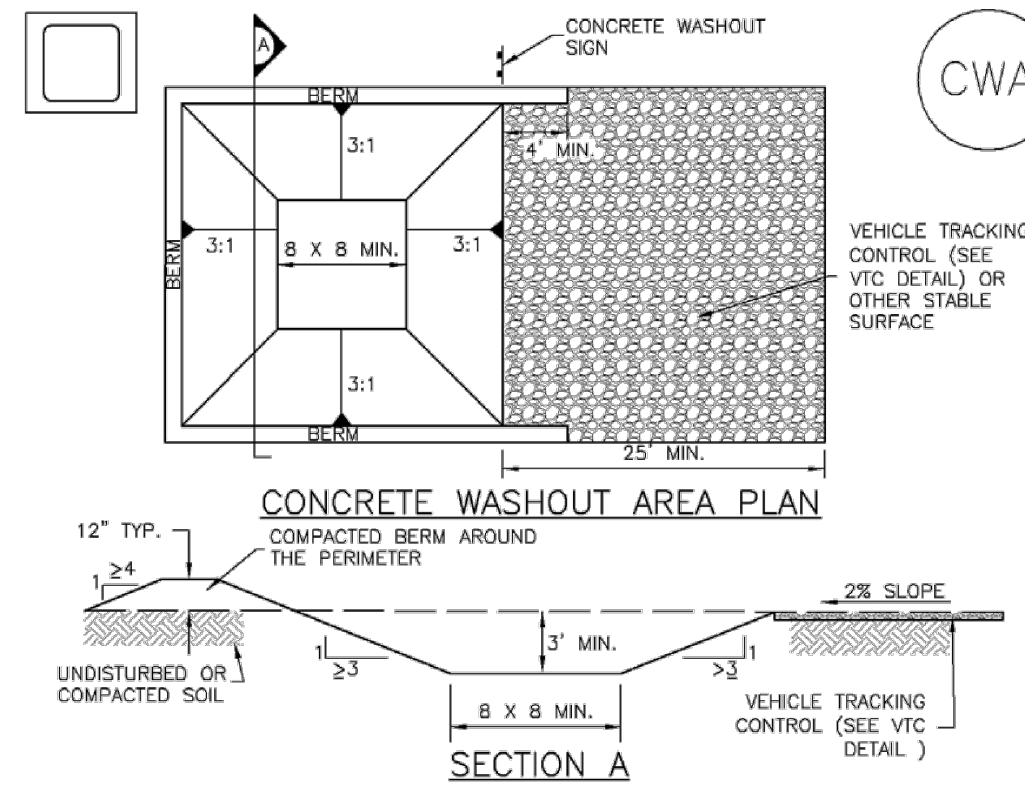 CONCRETE WASHOUT
SIGN
A
CWA
BERM
3:1
4' MIN.
BERM
3:1
8 X 8 MIN.
3:1
VEHICLE TRACKING
CONTROL (SEE
VTC DETAIL) OR
OTHER STABLE
SURFACE
3:1
BERM
25' MIN.
CONCRETE WASHOUT AREA PLAN
12" TYP.
COMPACTED BERM AROUND
THE PERIMETER
1
≥4
2% SLOPE
3' MIN.
1
≥3
1
>3
UNDISTURBED OR
COMPACTED SOIL
8 X 8 MIN.
VEHICLE TRACKING
CONTROL (SEE VTC
DETAIL )
SECTION A